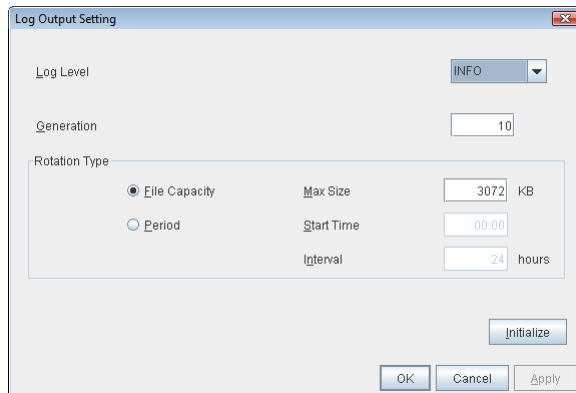 Log Output Setting
Log Level INFO
Generation 10
Rotation Type
File Capacity Max Size 3072 KB
Period Start Time 00:00
Interval 24 hours
Initialize
OK Cancel Apply